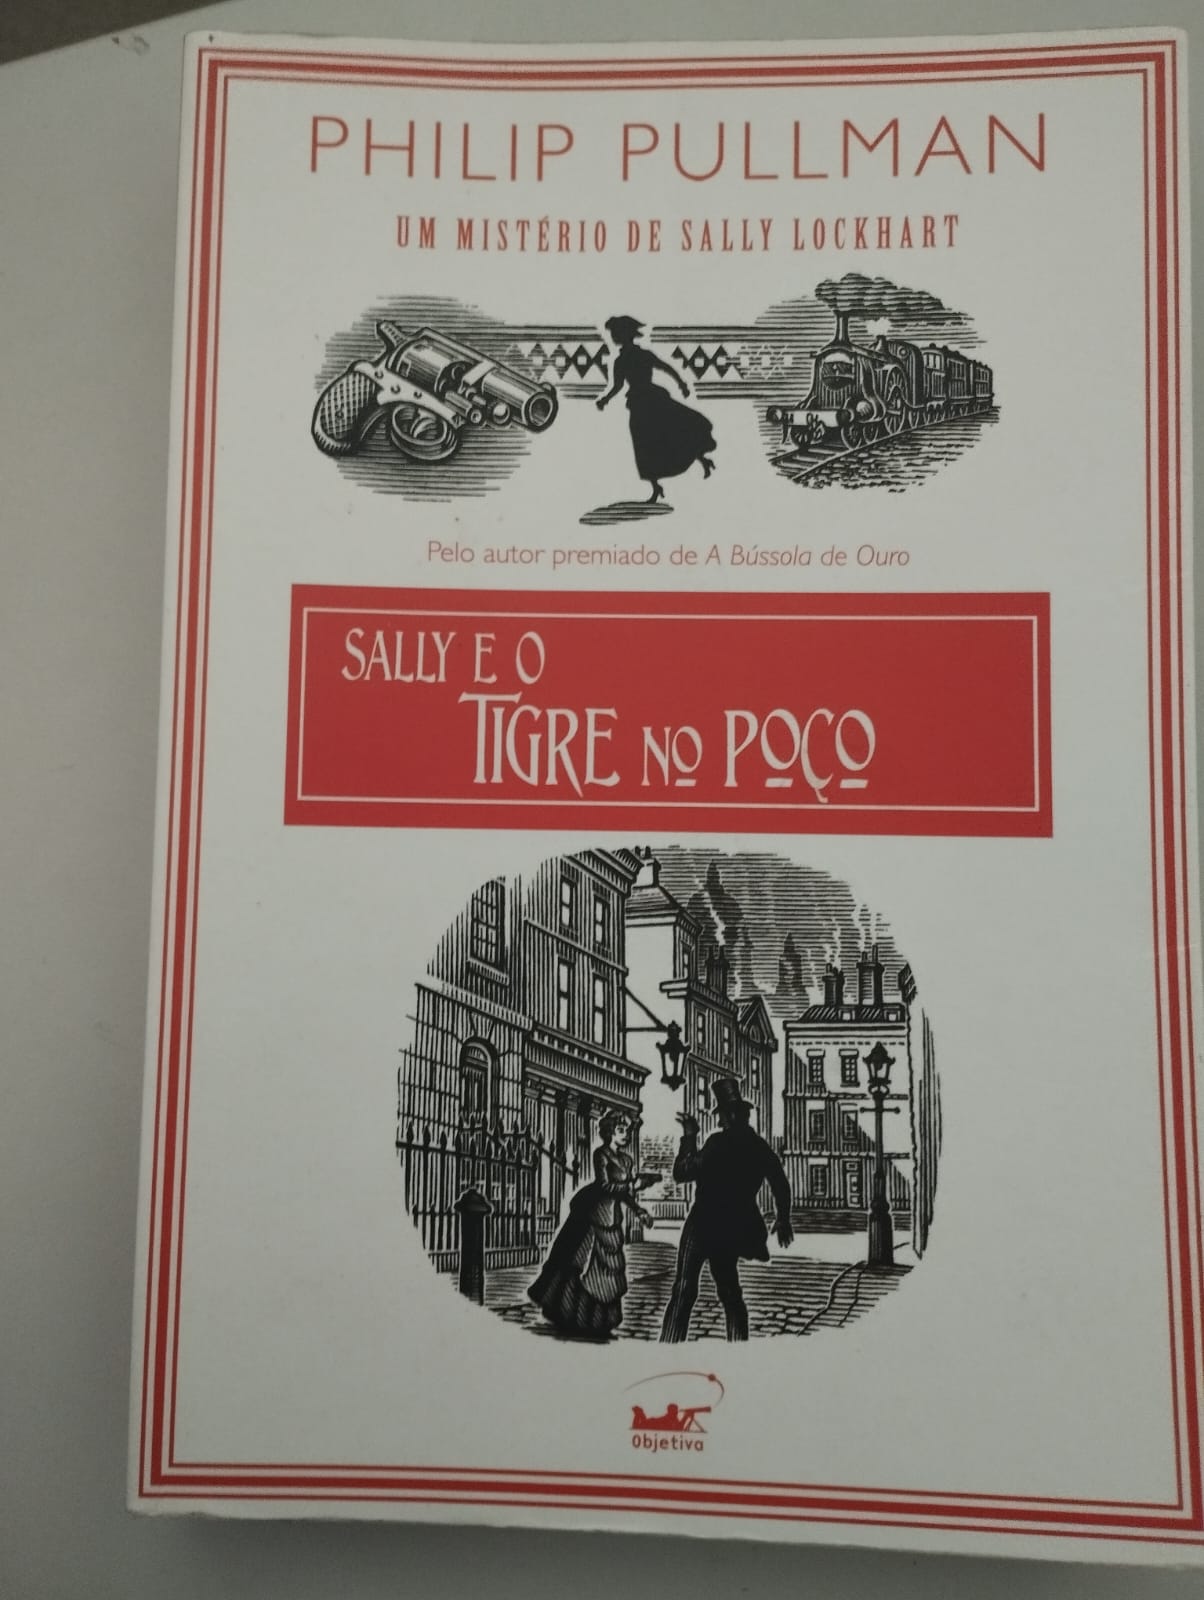 PHILIP PULLMAN
UM MISTÉRIO DE SALLY LOCKHART
Pelo autor premiado de A Bússola de Ouro
SALLY E O
TIGRE NO POÇO
Objetiva